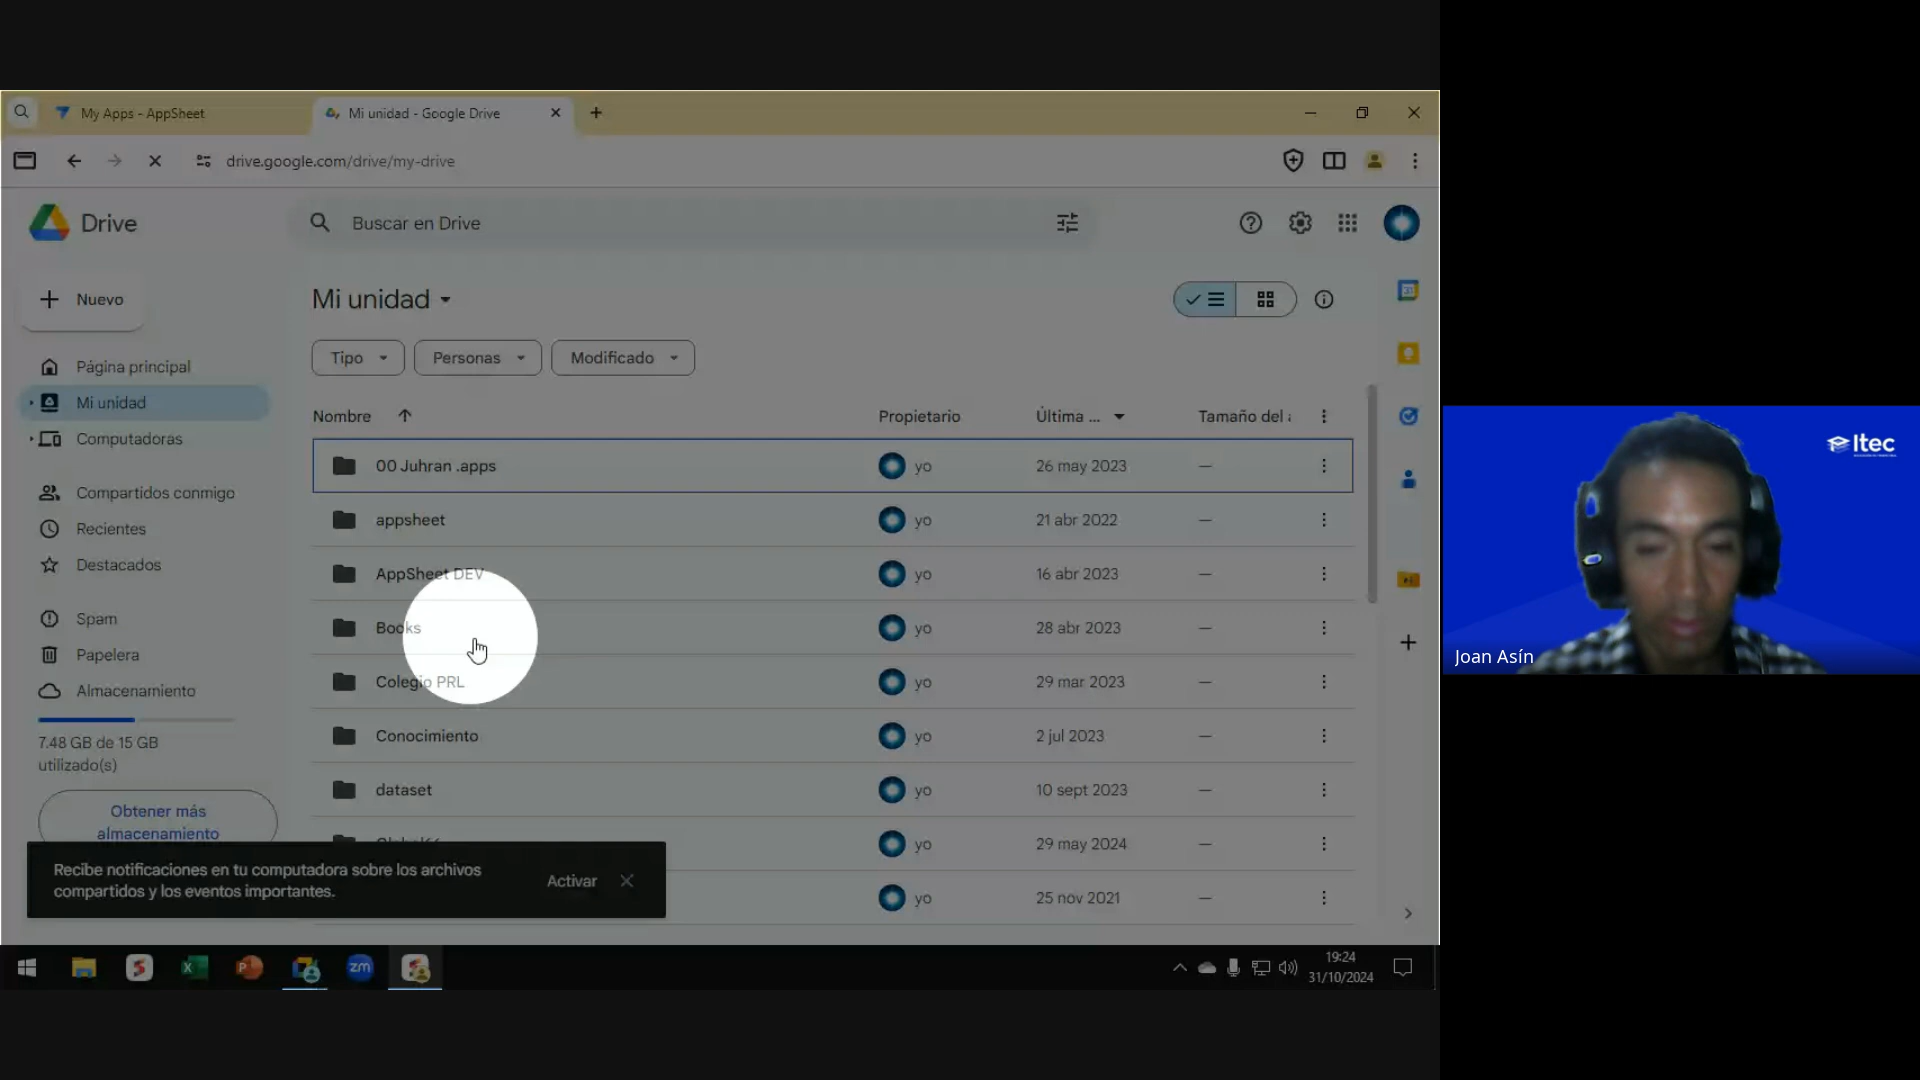 My Apps - AppSheet
Mi unidad - Google Drive
drive.google.com/drive/my-drive
Drive
Buscar en Drive
Nuevo
Mi unidad
Tipo
Personas
Modificado
Página principal
Mi unidad
Computadoras
Compartidos conmigo
Recientes
Destacados
Spam
Papelera
Almacenamiento
7.48 GB de 15 GB
utilizado(s)
Obtener más
almacenamiento
Nombre Propietario Última ... Tamaño del
00 Juhran .apps yo 26 may 2023 —
appsheet yo 21 abr 2022 —
AppSheet DEV yo 16 abr 2023 —
Books yo 28 abr 2023 —
Colegio PRL yo 29 mar 2023 —
Conocimiento yo 2 jul 2023 —
dataset yo 10 sept 2023 —
yo 29 may 2024 —
yo 25 nov 2021 —
Recibe notificaciones en tu computadora sobre los archivos
compartidos y los eventos importantes.
Activar
zm
19:24
31/10/2024
Itec
Joan Asín